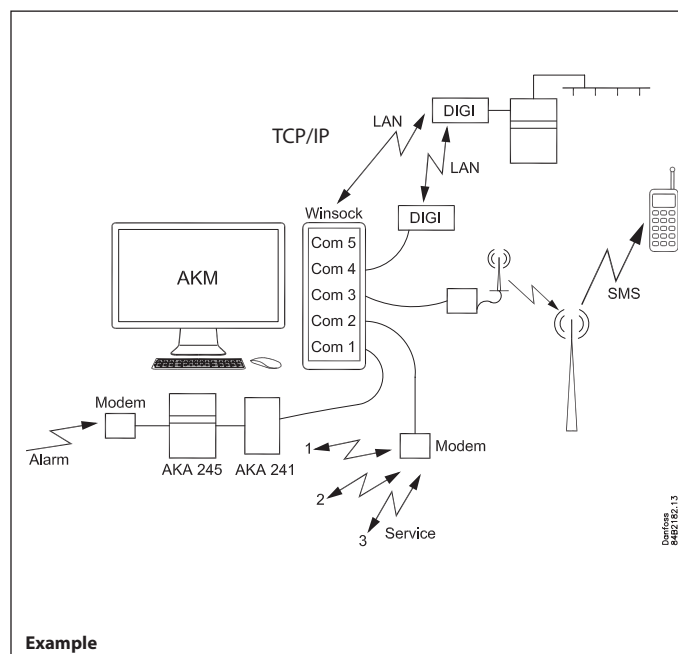 DIGI
LAN
TCP/IP
LAN
Winsock
DIGI
Com 5
AKM
Com 4
Com 3
Com 2
SMS
Com 1
Modem
Modem
1
Alarm
AKA 245
AKA 241
2
3
Service
Danfoss
84B2182.13
Example